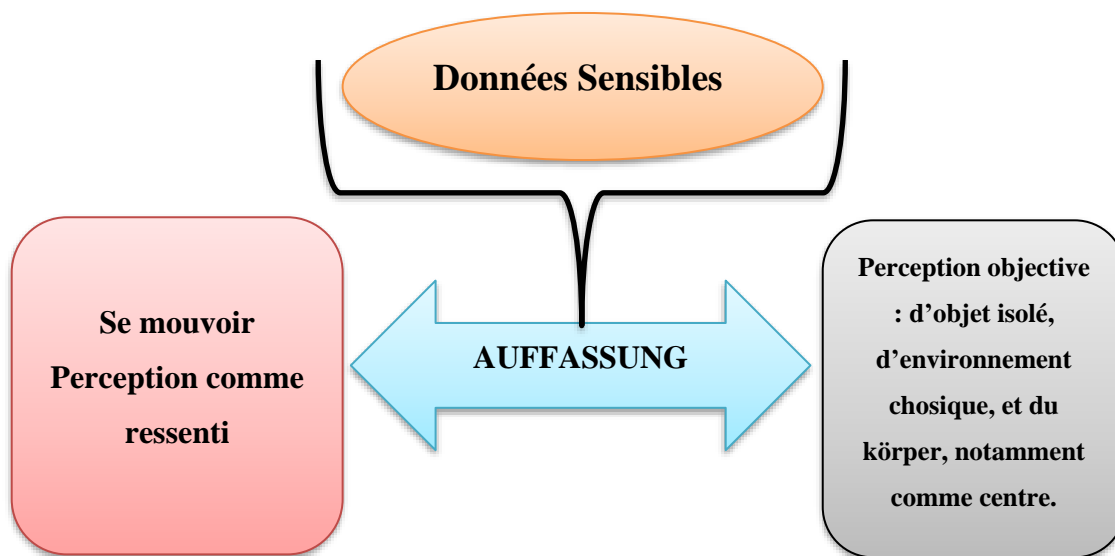 Données Sensibles
Se mouvoir
Perception comme
ressenti
AUFFASSUNG
Perception objective
: d’objet isolé,
d’environnement
chosique, et du
körper, notamment
comme centre.